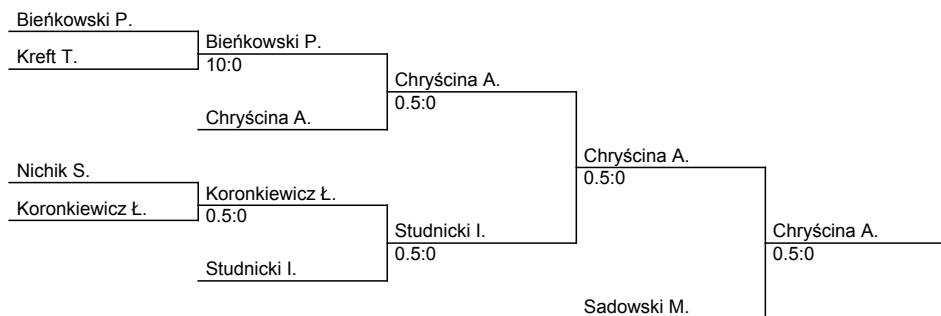 Bieńkowski P.
Kreft T.
Bieńkowski P.
10:0
Chryścina A.
Chryścina A.
0.5:0
Nichik S.
Koronkiewicz Ł.
Koronkiewicz Ł.
0.5:0
Studnicki I.
Studnicki I.
0.5:0
Chryścina A.
0.5:0
Sadowski M.
Chryścina A.
0.5:0